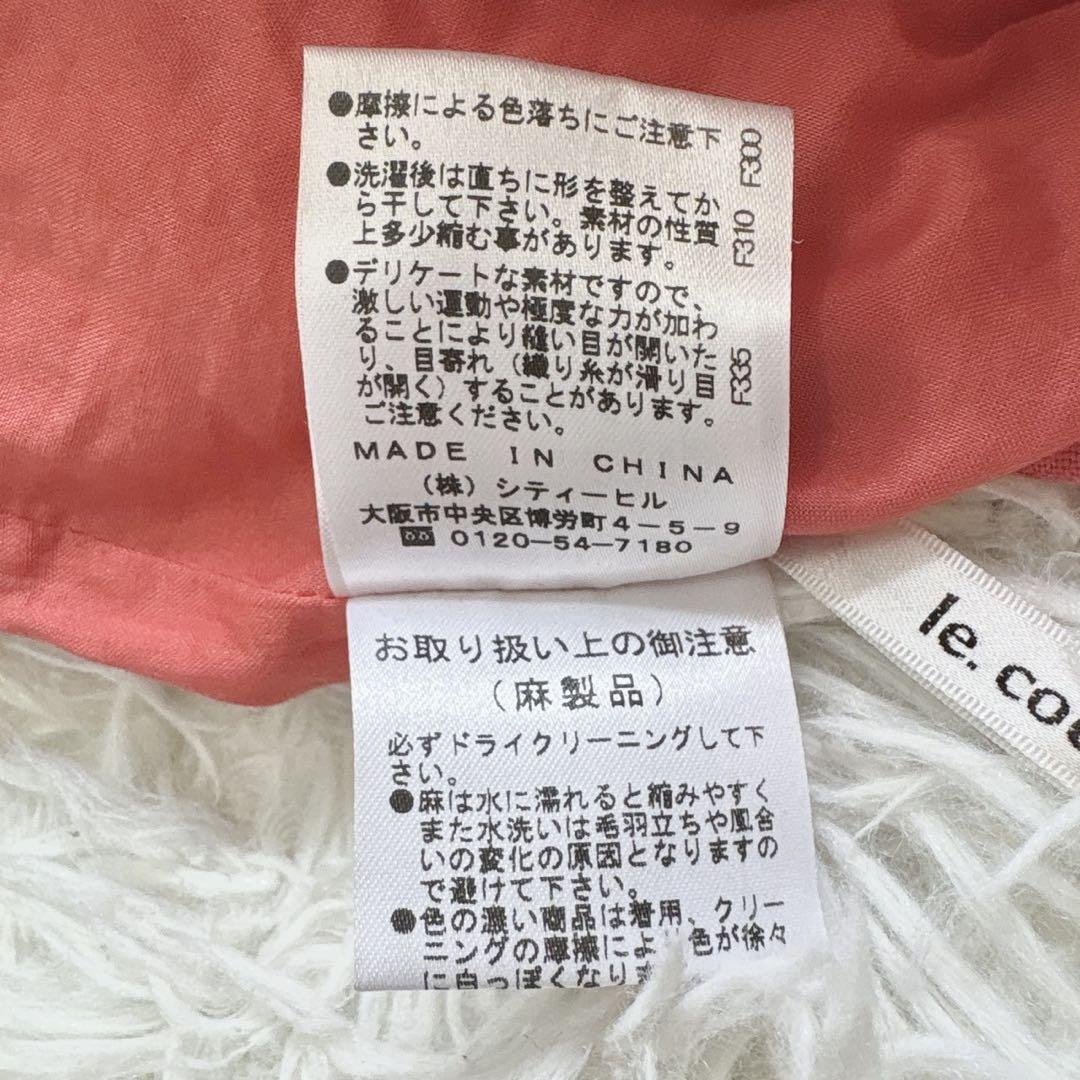 ●摩擦による色落ちにご注意下
さい。
●洗濯後は直ちに形を整えてか
ら干して下さい。素材の性質
上多少縮む事があります。
●デリケートな素材ですので、
激しい運動や極度な力が加わ
ることにより縫い目が開いた
り、目寄れ（織り糸が滑り目
が開く）することがあります。
ご注意ください。
MADE IN CHINA
（株）シティーヒル
大阪市中央区博労町4-5-9
0120-54-7180
F300
F310
F335
お取り扱い上の御注意
（麻製品）
必ずドライクリーニングして下
さい。
●麻は水に濡れると縮みやすく
また水洗いは毛羽立ちや風合
いの変化の原因となりますの
で避けて下さい。
●色の濃い商品は着用、クリー
ニングの摩擦により色が徐々
に白っぽくなりま
le.cou